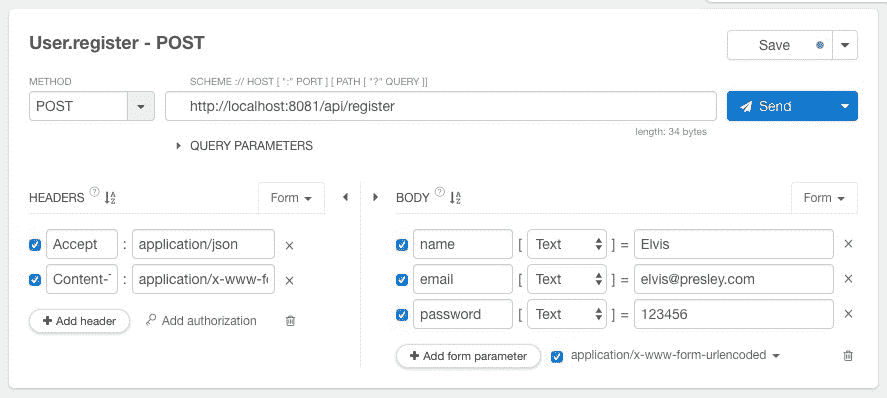 User.register - POST
Save
METHOD
SCHEME :// HOST [ ":" PORT ] [ PATH [ "?" QUERY ]]
POST
http://localhost:8081/api/register
Send
length: 34 bytes
QUERY PARAMETERS
HEADERS ? Form
Accept : application/json ×
Content-T : application/x-www-fo ×
+ Add header Add authorization
BODY ? Form
name [ Text ] = Elvis ×
email [ Text ] = elvis@presley.com ×
password [ Text ] = 123456 ×
+ Add form parameter application/x-www-form-urlencoded